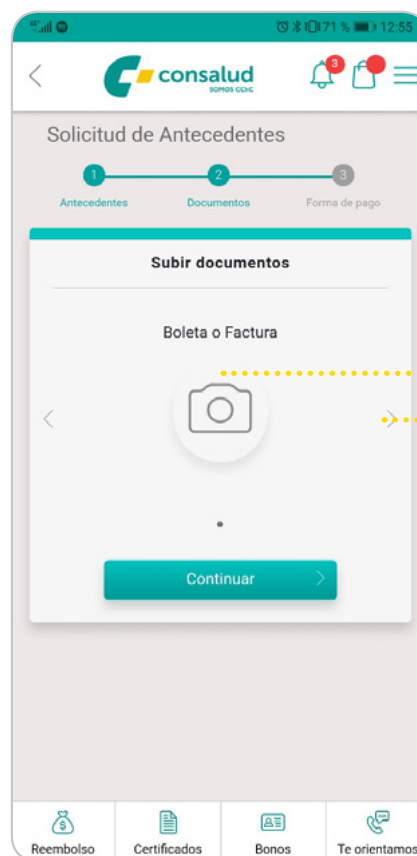 71 % 12:55
consalud
SOMOS CChC
3
Solicitud de Antecedentes
1 2 3
Antecedentes Documentos Forma de pago
Subir documentos
Boleta o Factura
Continuar
Reembolso Certificados Bonos Te orientamos